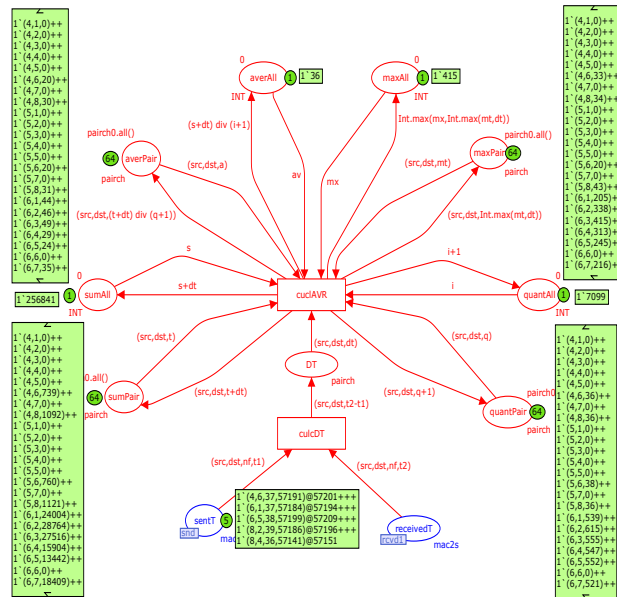 Σ
1`(4,1,0)++
1`(4,2,0)++
1`(4,3,0)++
1`(4,4,0)++
1`(4,5,0)++
1`(4,6,20)++
1`(4,7,0)++
1`(4,8,30)++
1`(5,1,0)++
1`(5,2,0)++
1`(5,3,0)++
1`(5,4,0)++
1`(5,5,0)++
1`(5,6,20)++
1`(5,7,0)++
1`(5,8,31)++
1`(6,1,44)++
1`(6,2,46)++
1`(6,3,49)++
1`(6,4,29)++
1`(6,5,24)++
1`(6,6,0)++
1`(6,7,35)++
0
averAll
1
1`36
INT
0
maxAll
1
1`415
INT
Σ
1`(4,1,0)++
1`(4,2,0)++
1`(4,3,0)++
1`(4,4,0)++
1`(4,5,0)++
1`(4,6,33)++
1`(4,7,0)++
1`(4,8,34)++
1`(5,1,0)++
1`(5,2,0)++
1`(5,3,0)++
1`(5,4,0)++
1`(5,5,0)++
1`(5,6,20)++
1`(5,7,0)++
1`(5,8,43)++
1`(6,1,205)++
1`(6,2,338)++
1`(6,3,415)++
1`(6,4,313)++
1`(6,5,245)++
1`(6,6,0)++
1`(6,7,216)++
(s+dt) div (i+1)
Int.max(mx,Int.max(mt,dt))
pairch0.all()
64
averPair
pairch
(src,dst,a)
av
mx
(src,dst,mt)
pairch0.all()
maxPair
64
pairch
(src,dst,(t+dt) div (q+1))
(src,dst,Int.max(mt,dt))
0
sumAll
1
1`256841
INT
s
s+dt
cuclAVR
i+1
i
0
quantAll
1
1`7099
INT
(src,dst,t)
(src,dst,dt)
(src,dst,q)
DT
pairch
(src,dst,t+dt)
(src,dst,q+1)
0.all()
64
sumPair
pairch
pairch0
quantPair
64
pairch
(src,dst,t2-t1)
culcDT
(src,dst,nf,t1)
(src,dst,nf,t2)
sentT
5
snd
mac
1`(4,6,37,57191)@57201+++
1`(6,1,37,57184)@57194+++
1`(6,5,38,57199)@57209+++
1`(8,2,39,57186)@57196+++
1`(8,4,36,57141)@57151
receivedT
rcvd1
mac2s
Σ
1`(4,1,0)++
1`(4,2,0)++
1`(4,3,0)++
1`(4,4,0)++
1`(4,5,0)++
1`(4,6,739)++
1`(4,7,0)++
1`(4,8,1092)++
1`(5,1,0)++
1`(5,2,0)++
1`(5,3,0)++
1`(5,4,0)++
1`(5,5,0)++
1`(5,6,760)++
1`(5,7,0)++
1`(5,8,1121)++
1`(6,1,24004)++
1`(6,2,28764)++
1`(6,3,27516)++
1`(6,4,15904)++
1`(6,5,13442)++
1`(6,6,0)++
1`(6,7,18409)++
Σ
1`(4,1,0)++
1`(4,2,0)++
1`(4,3,0)++
1`(4,4,0)++
1`(4,5,0)++
1`(4,6,36)++
1`(4,7,0)++
1`(4,8,36)++
1`(5,1,0)++
1`(5,2,0)++
1`(5,3,0)++
1`(5,4,0)++
1`(5,5,0)++
1`(5,6,38)++
1`(5,7,0)++
1`(5,8,36)++
1`(6,1,539)++
1`(6,2,615)++
1`(6,3,555)++
1`(6,4,547)++
1`(6,5,552)++
1`(6,6,0)++
1`(6,7,521)++